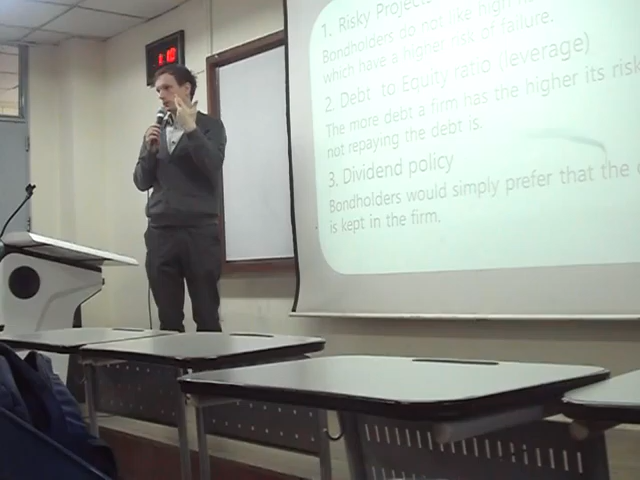 1. Risky Projects
Bondholders do not like high
which have a higher risk of failure.
2. Debt to Equity ratio (leverage)
The more debt a firm has the higher its risk
not repaying the debt is.
3. Dividend policy
Bondholders would simply prefer that the
is kept in the firm.